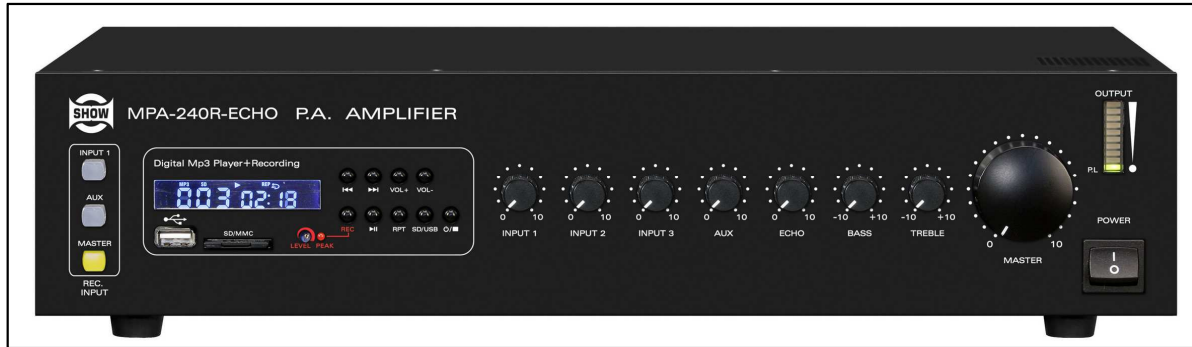 SHOW
MPA-240R-ECHO P.A. AMPLIFIER
INPUT 1
AUX
MASTER
REC.
INPUT
Digital Mp3 Player+Recording
MP3 SD REP
003 02:18
VOL+ VOL-
SD/MMC
LEVEL PEAK
REC RPT SD/USB
0 10
INPUT 1
0 10
INPUT 2
0 10
INPUT 3
0 10
AUX
0 10
ECHO
-10 +10
BASS
-10 +10
TREBLE
0 10
MASTER
OUTPUT
P.L
POWER
I
O